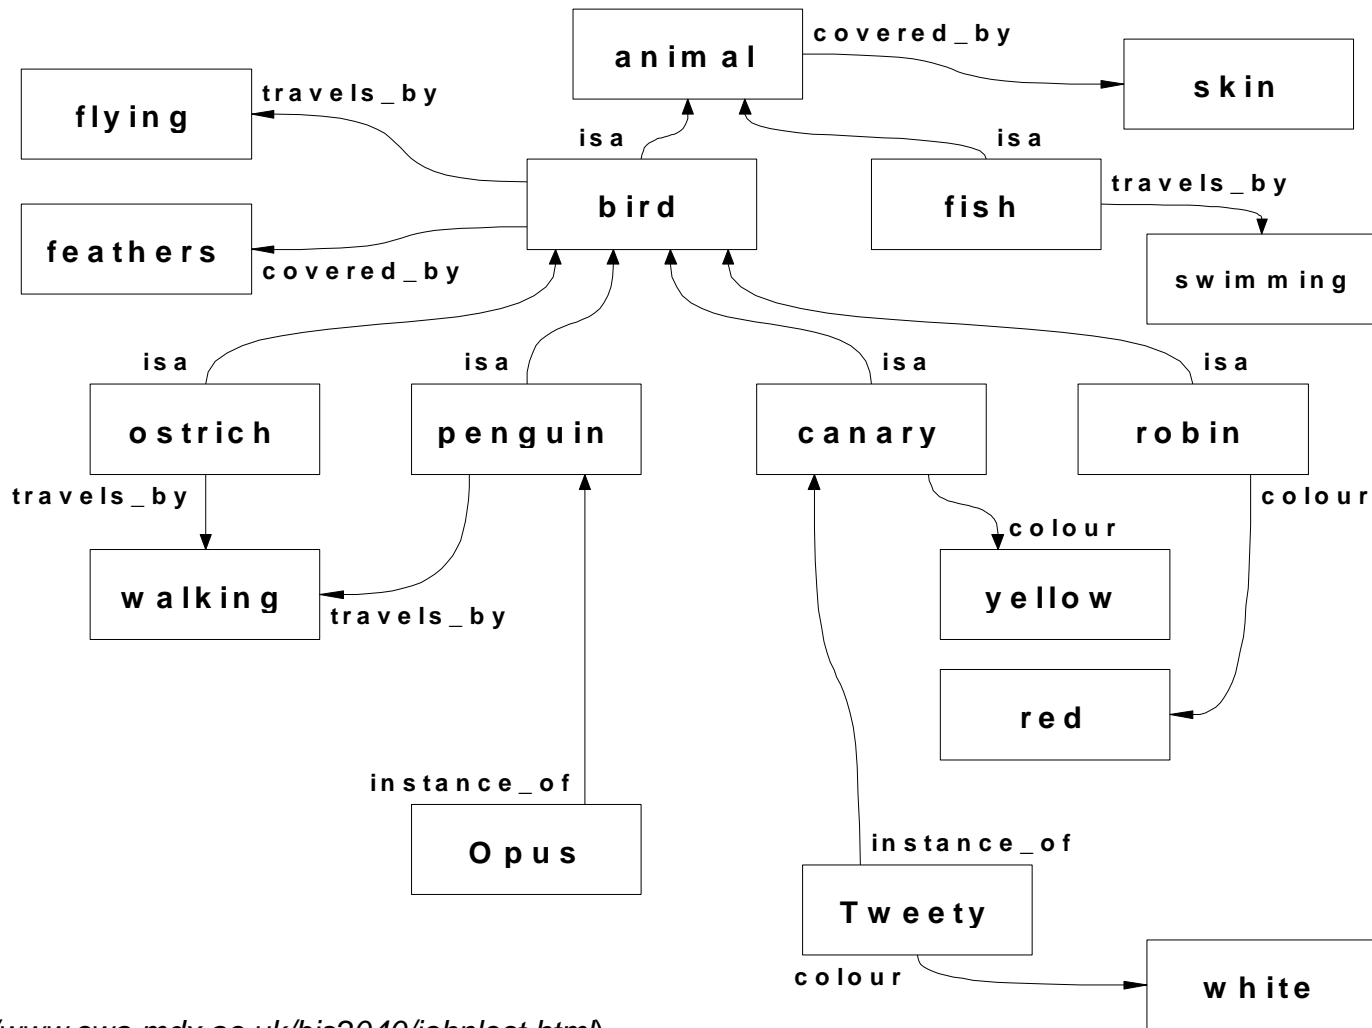 animal
covered_by
skin
flying
travels_by
isa
isa
bird
fish
travels_by
feathers
covered_by
swimming
isa
isa
isa
isa
ostrich
penguin
canary
robin
travels_by
colour
colour
walking
travels_by
yellow
red
instance_of
Opus
instance_of
Tweety
colour
white